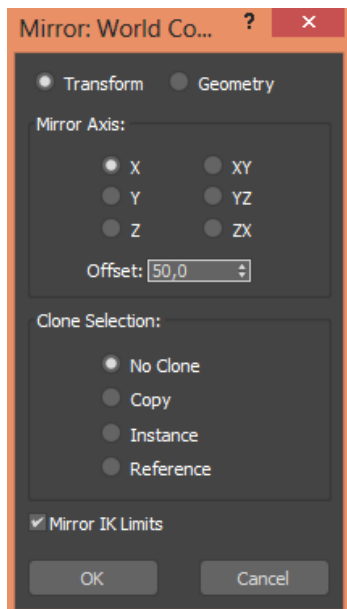 Mirror: World Co... ? ×
Transform Geometry
Mirror Axis:
X XY
Y YZ
Z ZX
Offset: 50,0
Clone Selection:
No Clone
Copy
Instance
Reference
Mirror IK Limits
OK Cancel